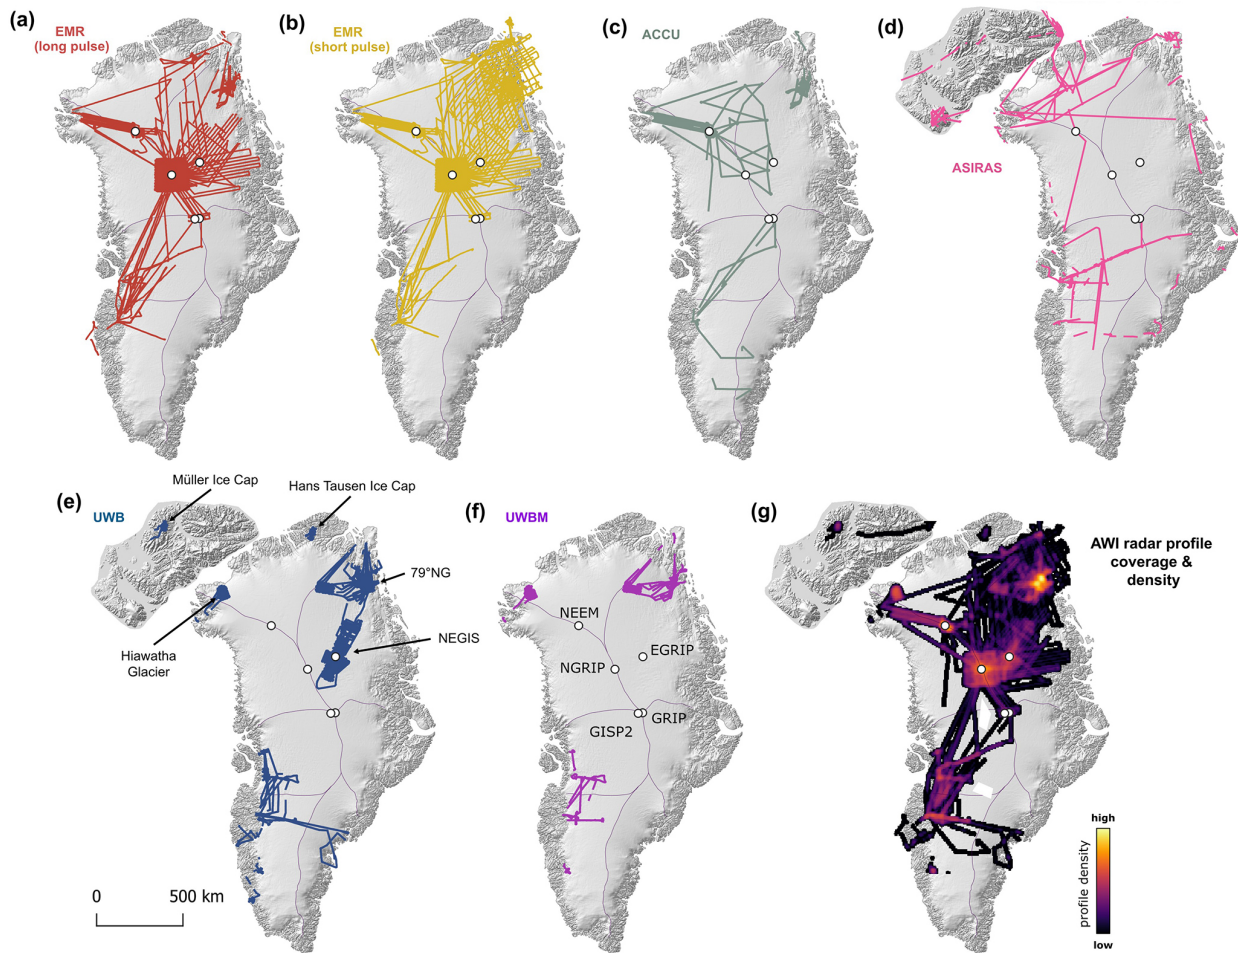 (a)
EMR
(long pulse)
(b)
EMR
(short pulse)
(c)
ACCU
(d)
ASIRAS
(e)
UWB
Müller Ice Cap
Hans Tausen Ice Cap
79°NG
NEGIS
Hiawatha
Glacier
0
500 km
(f)
UWBM
NEEM
EGRIP
NGRIP
GRIP
GISP2
(g)
AWI radar profile
coverage &
density
high
profile density
low